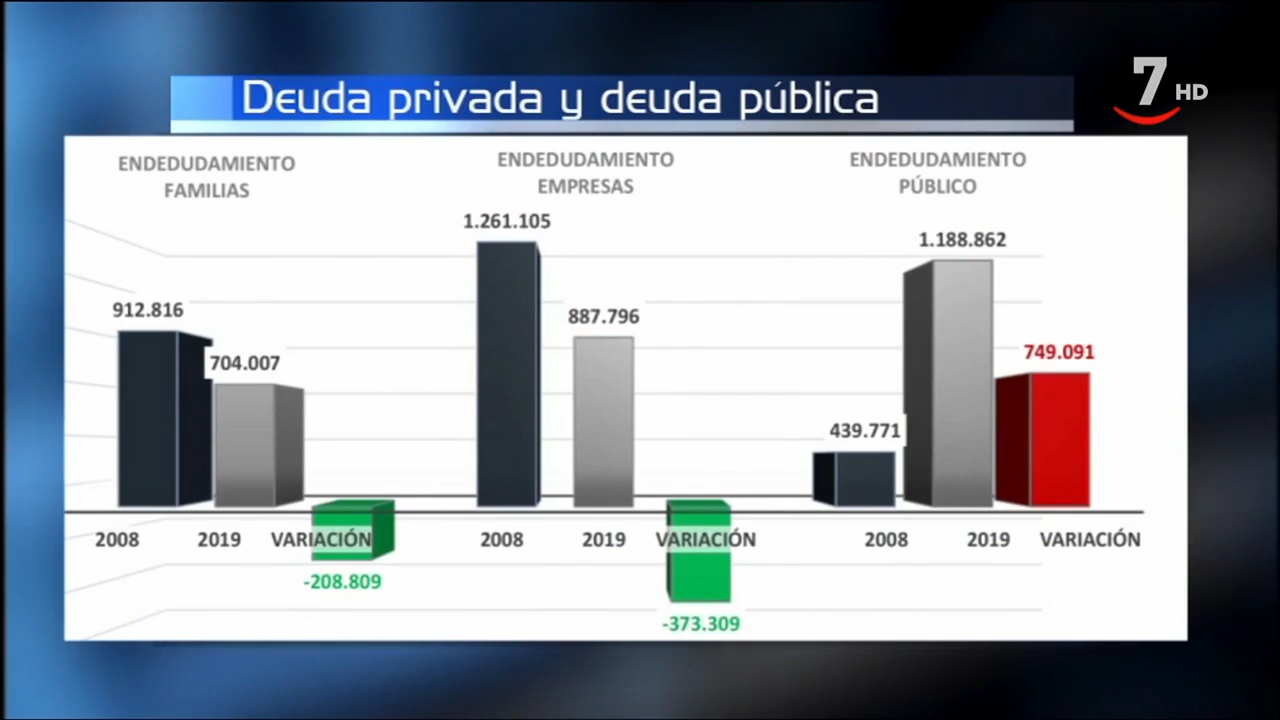 Deuda privada y deuda pública
7 HD
ENDEDUDAMIENTO
FAMILIAS
912.816
704.007
2008 2019 VARIACIÓN
-208.809
ENDEDUDAMIENTO
EMPRESAS
1.261.105
887.796
2008 2019 VARIACIÓN
-373.309
ENDEDUDAMIENTO
PÚBLICO
439.771
1.188.862
749.091
2008 2019 VARIACIÓN